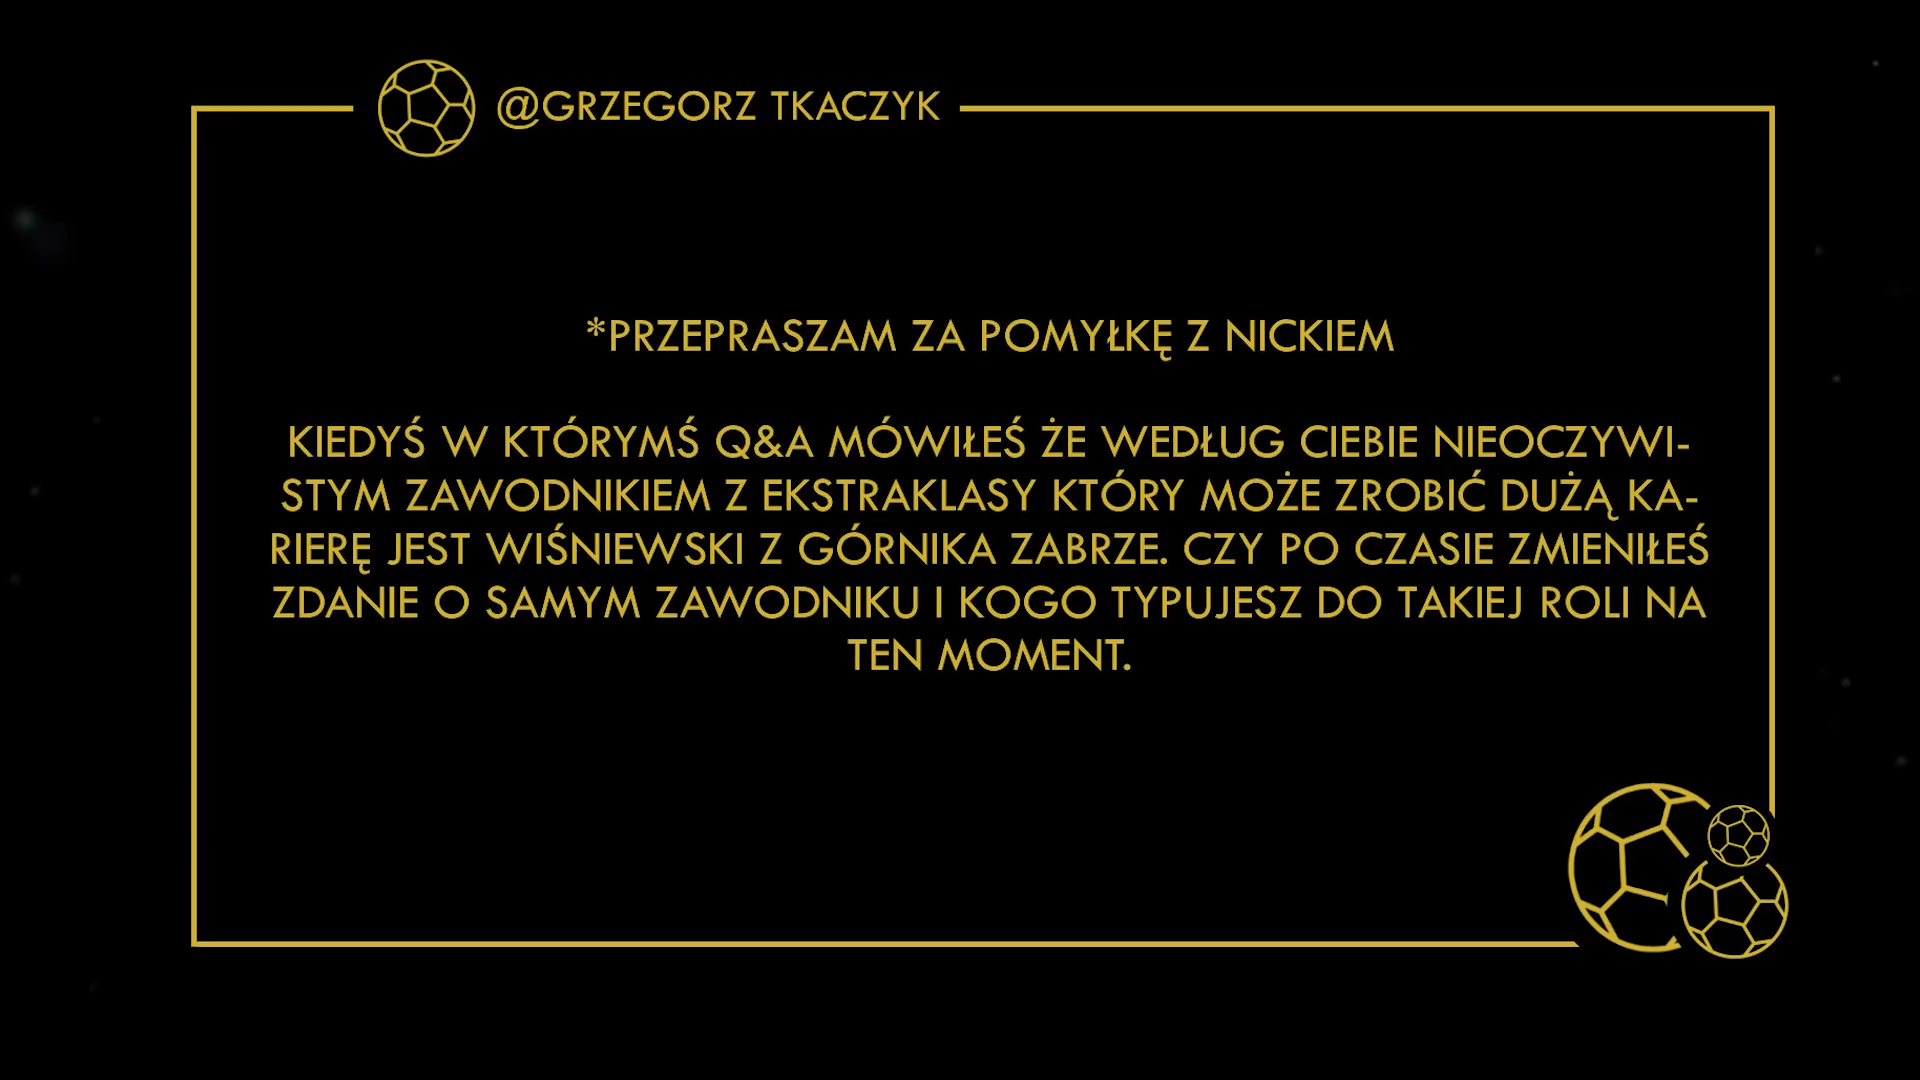 @GRZEGORZ TKACZYK
*PRZEPRASZAM ZA POMYŁKĘ Z NICKIEM
KIEDYŚ W KTÓRYMŚ Q&A MÓWIŁEŚ ŻE WEDŁUG CIEBIE NIEOCZYWI-
STYM ZAWODNIKIEM Z EKSTRAKLASY KTÓRY MOŻE ZROBIĆ DUŻĄ KA-
RIERĘ JEST WIŚNIEWSKI Z GÓRNIKA ZABRZE. CZY PO CZASIE ZMIENIŁEŚ
ZDANIE O SAMYM ZAWODNIKU I KOGO TYPUJESZ DO TAKIEJ ROLI NA
TEN MOMENT.